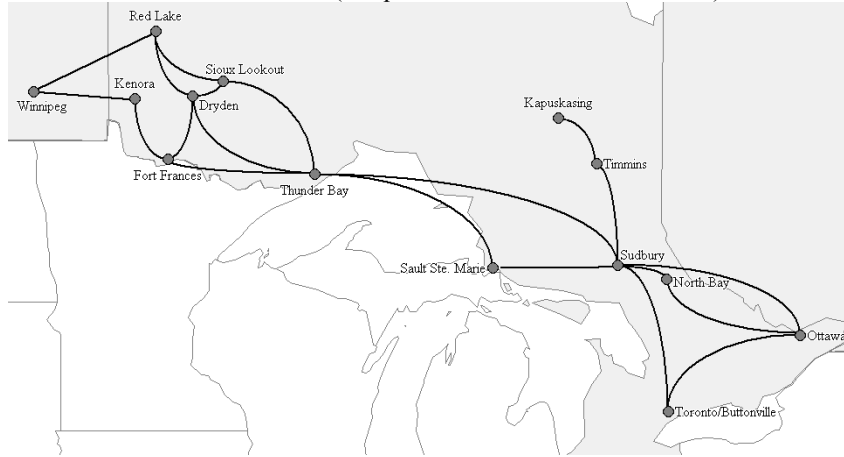 Red Lake
Sioux Lookout
Kenora
Winnipeg
Dryden
Kapuskasing
Timmins
Fort Frances
Thunder Bay
Sudbury
Sault Ste. Marie
North Bay
Ottawa
Toronto/Buttonville